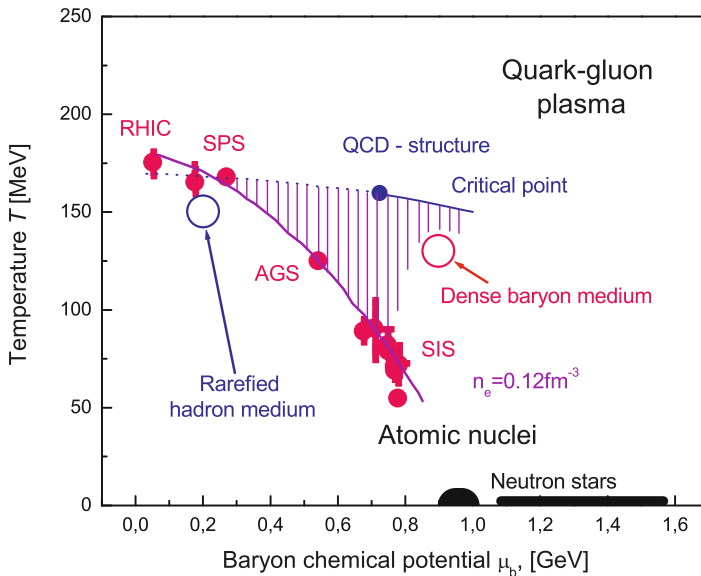 Quark-gluon
plasma
RHIC
SPS
QCD - structure
Critical point
AGS
Dense baryon medium
SIS
Rarefied
hadron medium
nₑ=0.12fm⁻³
Atomic nuclei
Neutron stars
Temperature T [MeV]
250
200
150
100
50
0
0,0 0,2 0,4 0,6 0,8 1,0 1,2 1,4 1,6
Baryon chemical potential μ_b, [GeV]